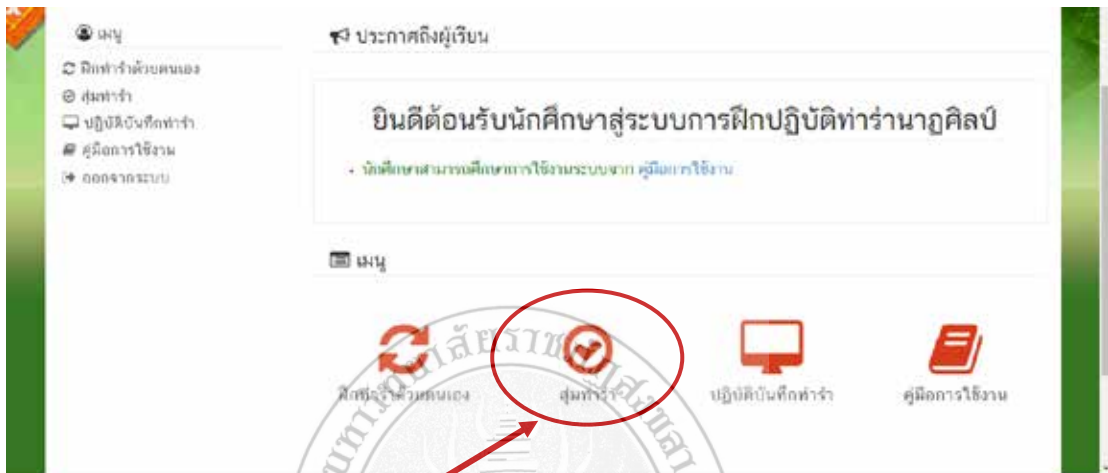 เมนู
ฝึกท่ารำด้วยตนเอง
สุ่มท่ารำ
ปฏิบัติบันทึกท่ารำ
คู่มือการใช้งาน
ออกจากระบบ
ประกาศถึงผู้เรียน
ยินดีต้อนรับนักศึกษาสู่ระบบการฝึกปฏิบัติท่ารำนาฏศิลป์
นักศึกษาสามารถศึกษาการใช้งานระบบจาก คู่มือการใช้งาน
เมนู
ฝึกท่ารำด้วยตนเอง
สุ่มท่ารำ
ปฏิบัติบันทึกท่ารำ
คู่มือการใช้งาน